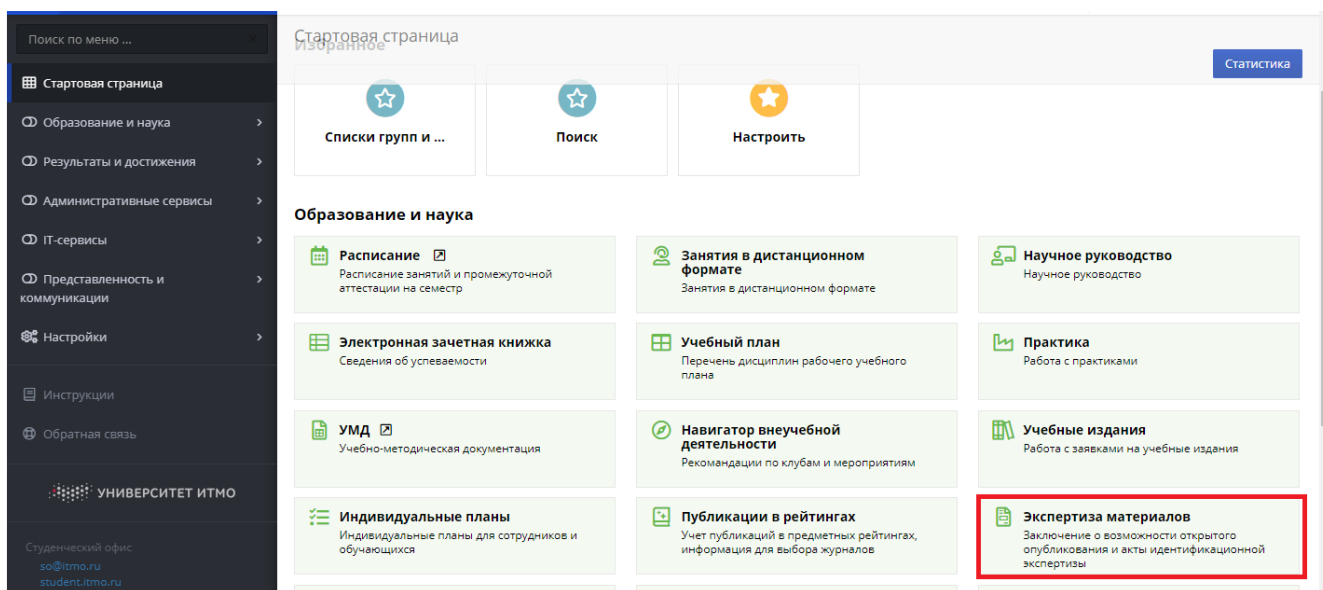 Поиск по меню ...
Стартовая страница
Образование и наука
Результаты и достижения
Административные сервисы
IT-сервисы
Представленность и
коммуникации
Настройки
Инструкции
Обратная связь
УНИВЕРСИТЕТ ИТМО
Студенческий офис
so@itmo.ru
student.itmo.ru
Стартовая страница
Избранное
Статистика
Списки групп и ...
Поиск
Настроить
Образование и наука
Расписание
Расписание занятий и промежуточной
аттестации на семестр
Занятия в дистанционном
формате
Занятия в дистанционном формате
Научное руководство
Научное руководство
Электронная зачетная книжка
Сведения об успеваемости
Учебный план
Перечень дисциплин рабочего учебного
плана
Практика
Работа с практиками
УМД
Учебно-методическая документация
Навигатор внеучебной
деятельности
Рекомандации по клубам и мероприятиям
Учебные издания
Работа с заявками на учебные издания
Индивидуальные планы
Индивидуальные планы для сотрудников и
обучающихся
Публикации в рейтингах
Учет публикаций в предметных рейтингах,
информация для выбора журналов
Экспертиза материалов
Заключение о возможности открытого
опубликования и акты идентификационной
экспертизы